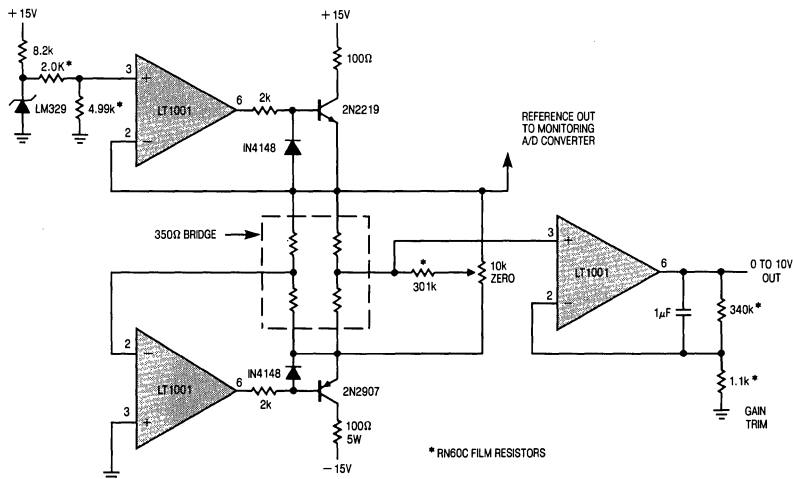 +15V
+15V
8.2k
100Ω
2.0K*
3
+
6
2k
2N2219
LM329
4.99k*
LT1001
REFERENCE OUT
TO MONITORING
A/D CONVERTER
2
−
IN4148
350Ω BRIDGE
3
+
6
0 TO 10V
OUT
*
301k
10k
ZERO
LT1001
2
−
1μF
340k*
2
−
IN4148
LT1001
6
2k
2N2907
1.1k*
3
+
100Ω
5W
GAIN
TRIM
−15V
*RN60C FILM RESISTORS